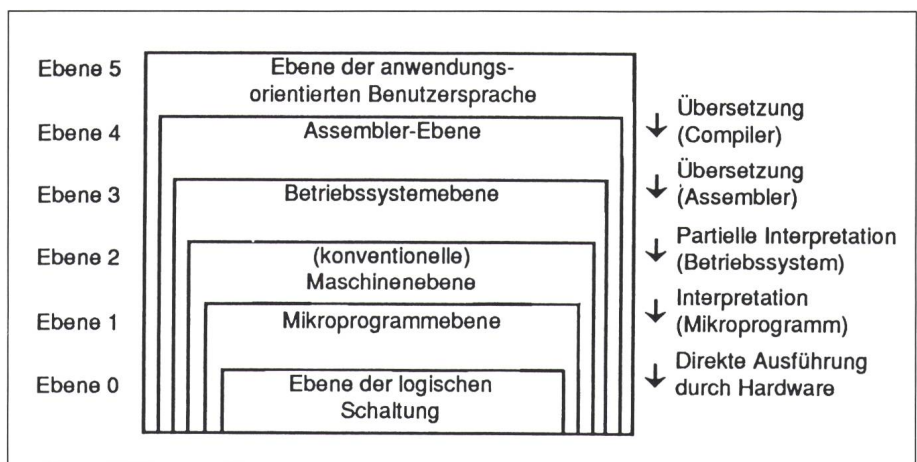 Ebene 5
Ebene der anwendungs-
orientierten Benutzersprache
Übersetzung
(Compiler)
Ebene 4
Assembler-Ebene
Übersetzung
(Assembler)
Ebene 3
Betriebssystemebene
Partielle Interpretation
(Betriebssystem)
Ebene 2
(konventionelle)
Maschinenebene
Interpretation
(Mikroprogramm)
Ebene 1
Mikroprogrammebene
Direkte Ausführung
durch Hardware
Ebene 0
Ebene der logischen
Schaltung